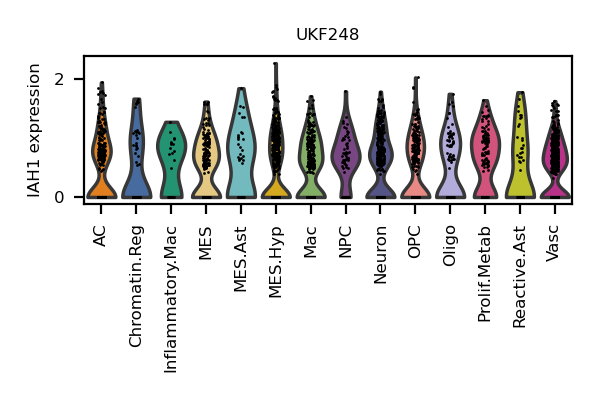 UKF248
IAH1 expression
2
0
AC
Chromatin.Reg
Inflammatory.Mac
MES
MES.Ast
MES.Hyp
Mac
NPC
Neuron
OPC
Oligo
Prolif.Metab
Reactive.Ast
Vasc